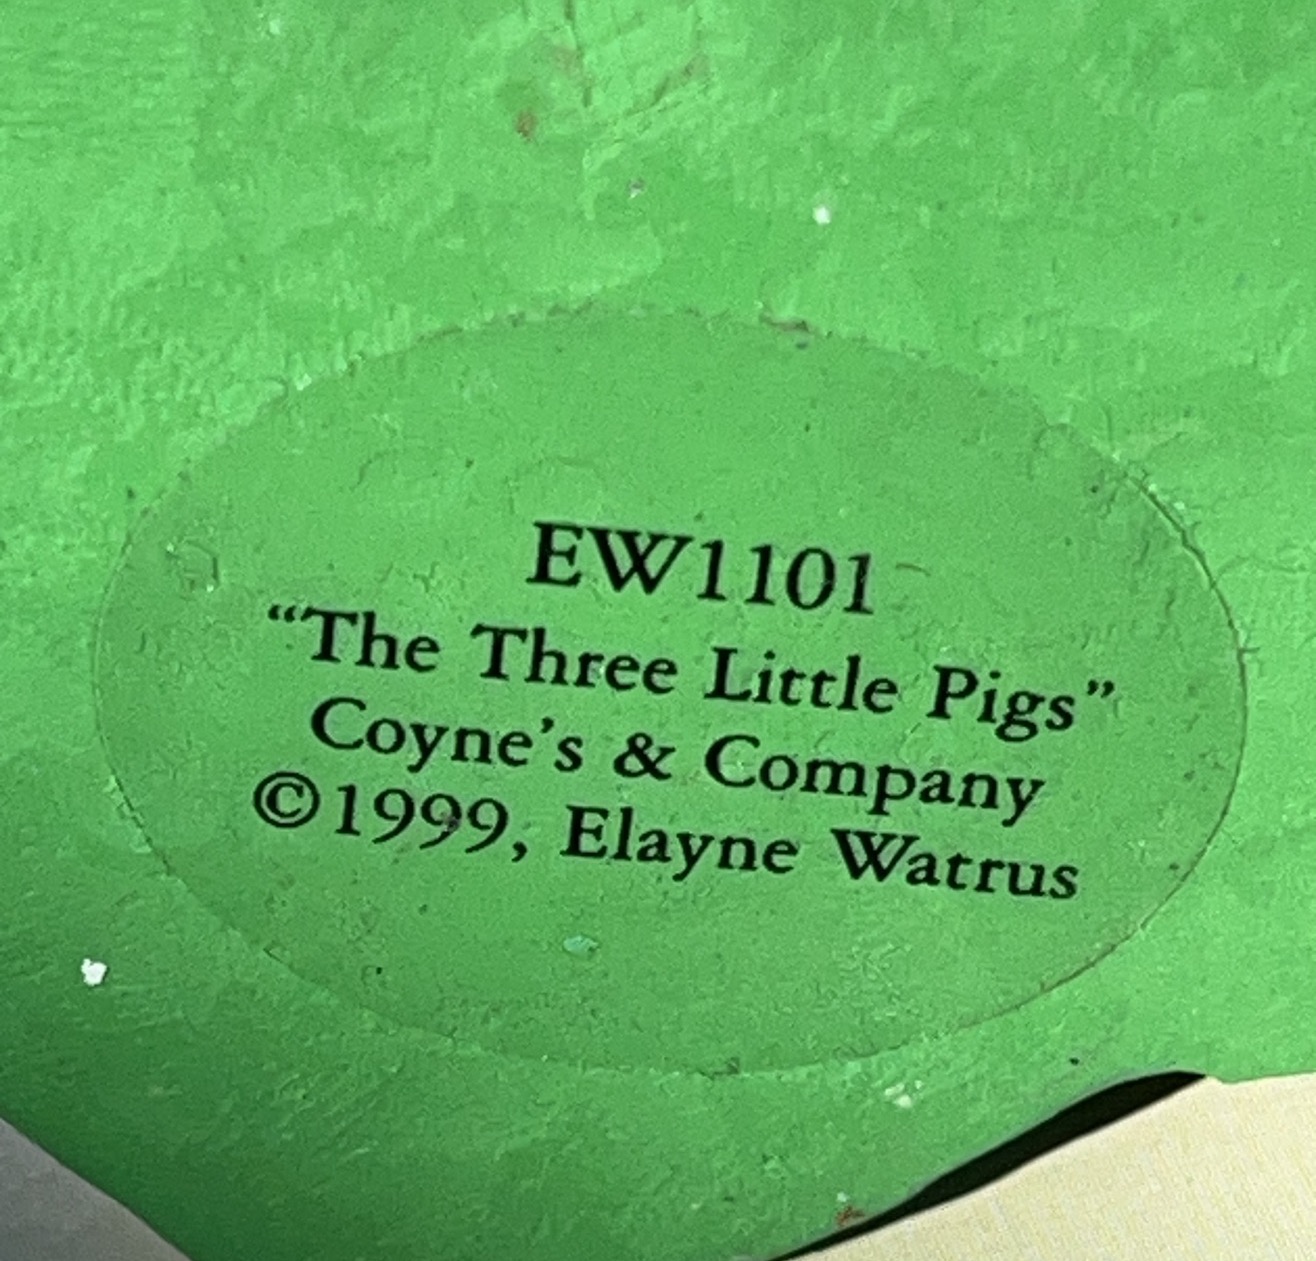 EW1101
“The Three Little Pigs”
Coyne’s & Company
©1999, Elayne Watrus